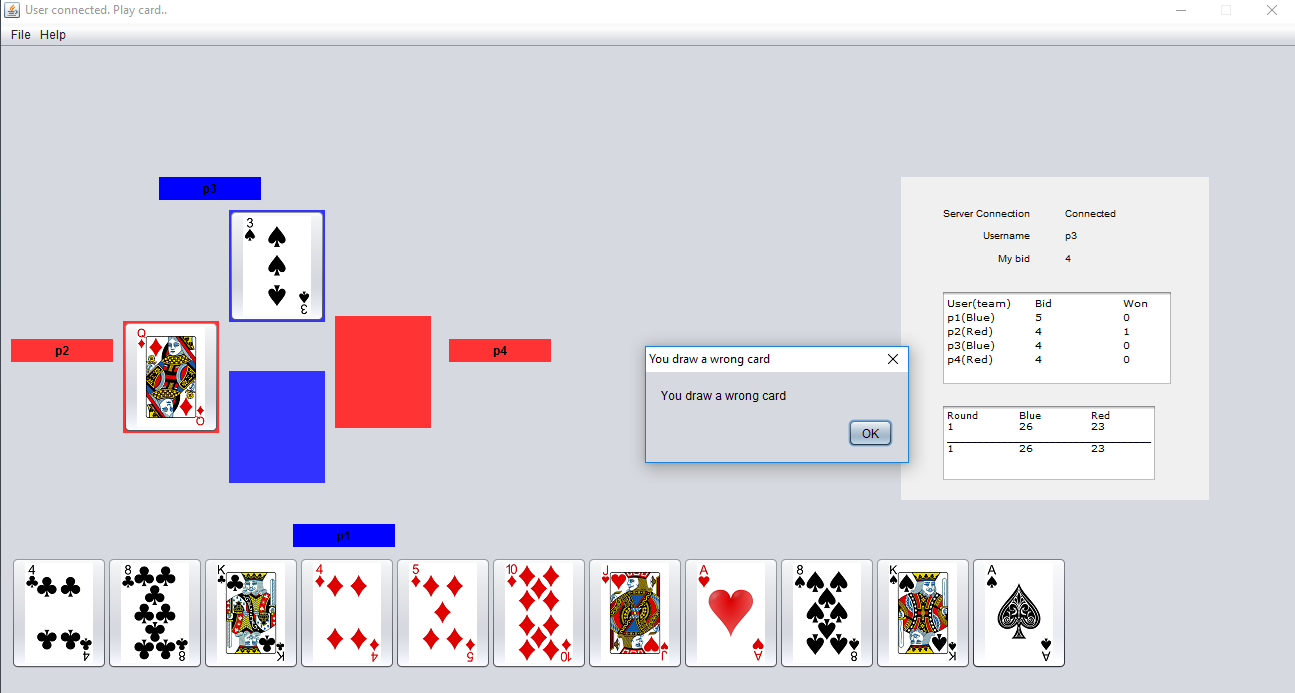 User connected. Play card..
File Help
p3
3
3
p2
Q
Q
p4
p1
You draw a wrong card
You draw a wrong card
OK
Server Connection Connected
Username p3
My bid 4
User(team) Bid Won
p1(Blue) 5 0
p2(Red) 4 1
p3(Blue) 4 0
p4(Red) 4 0
Round Blue Red
1 26 23
1 26 23
4 8 K 4 5 10 J A 8 K A
4 8 K 4 5 10 J A 8 K A